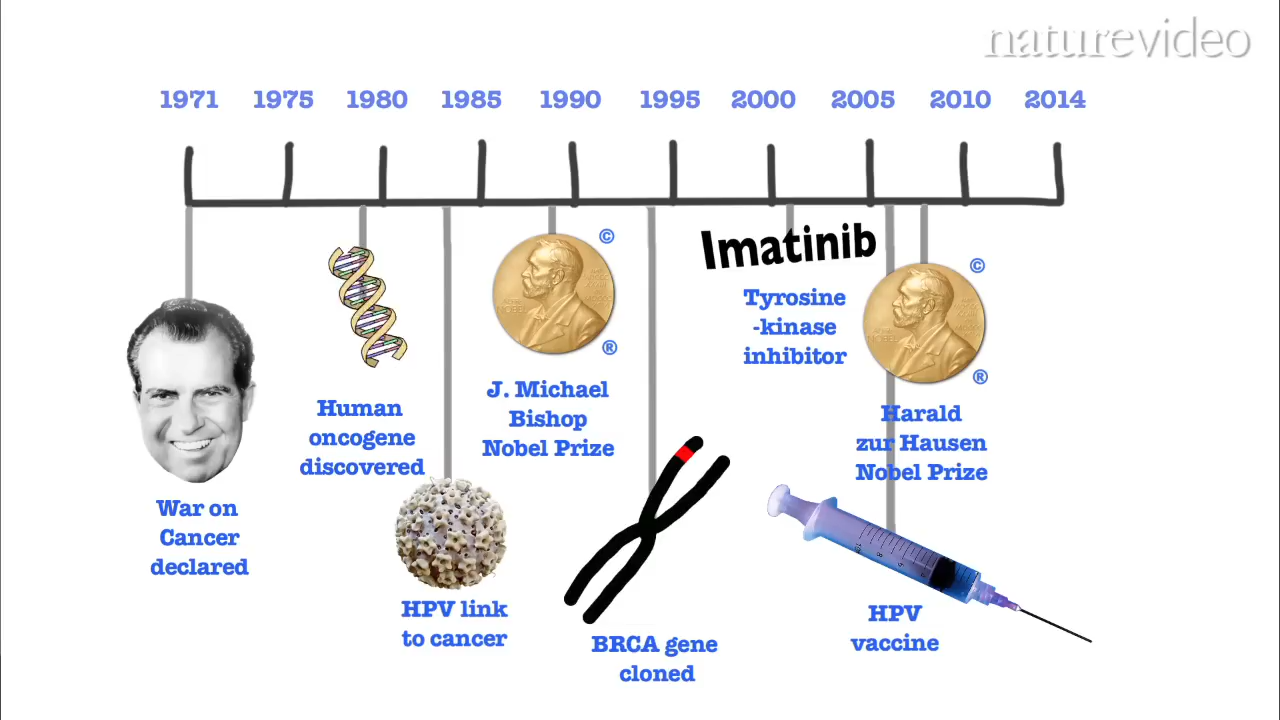 naturevideo
1971 1975 1980 1985 1990 1995 2000 2005 2010 2014
War on
Cancer
declared
Human
oncogene
discovered
HPV link
to cancer
©
®
J. Michael
Bishop
Nobel Prize
BRCA gene
cloned
Imatinib
Tyrosine
-kinase
inhibitor
©
®
Harald
zur Hausen
Nobel Prize
HPV
vaccine